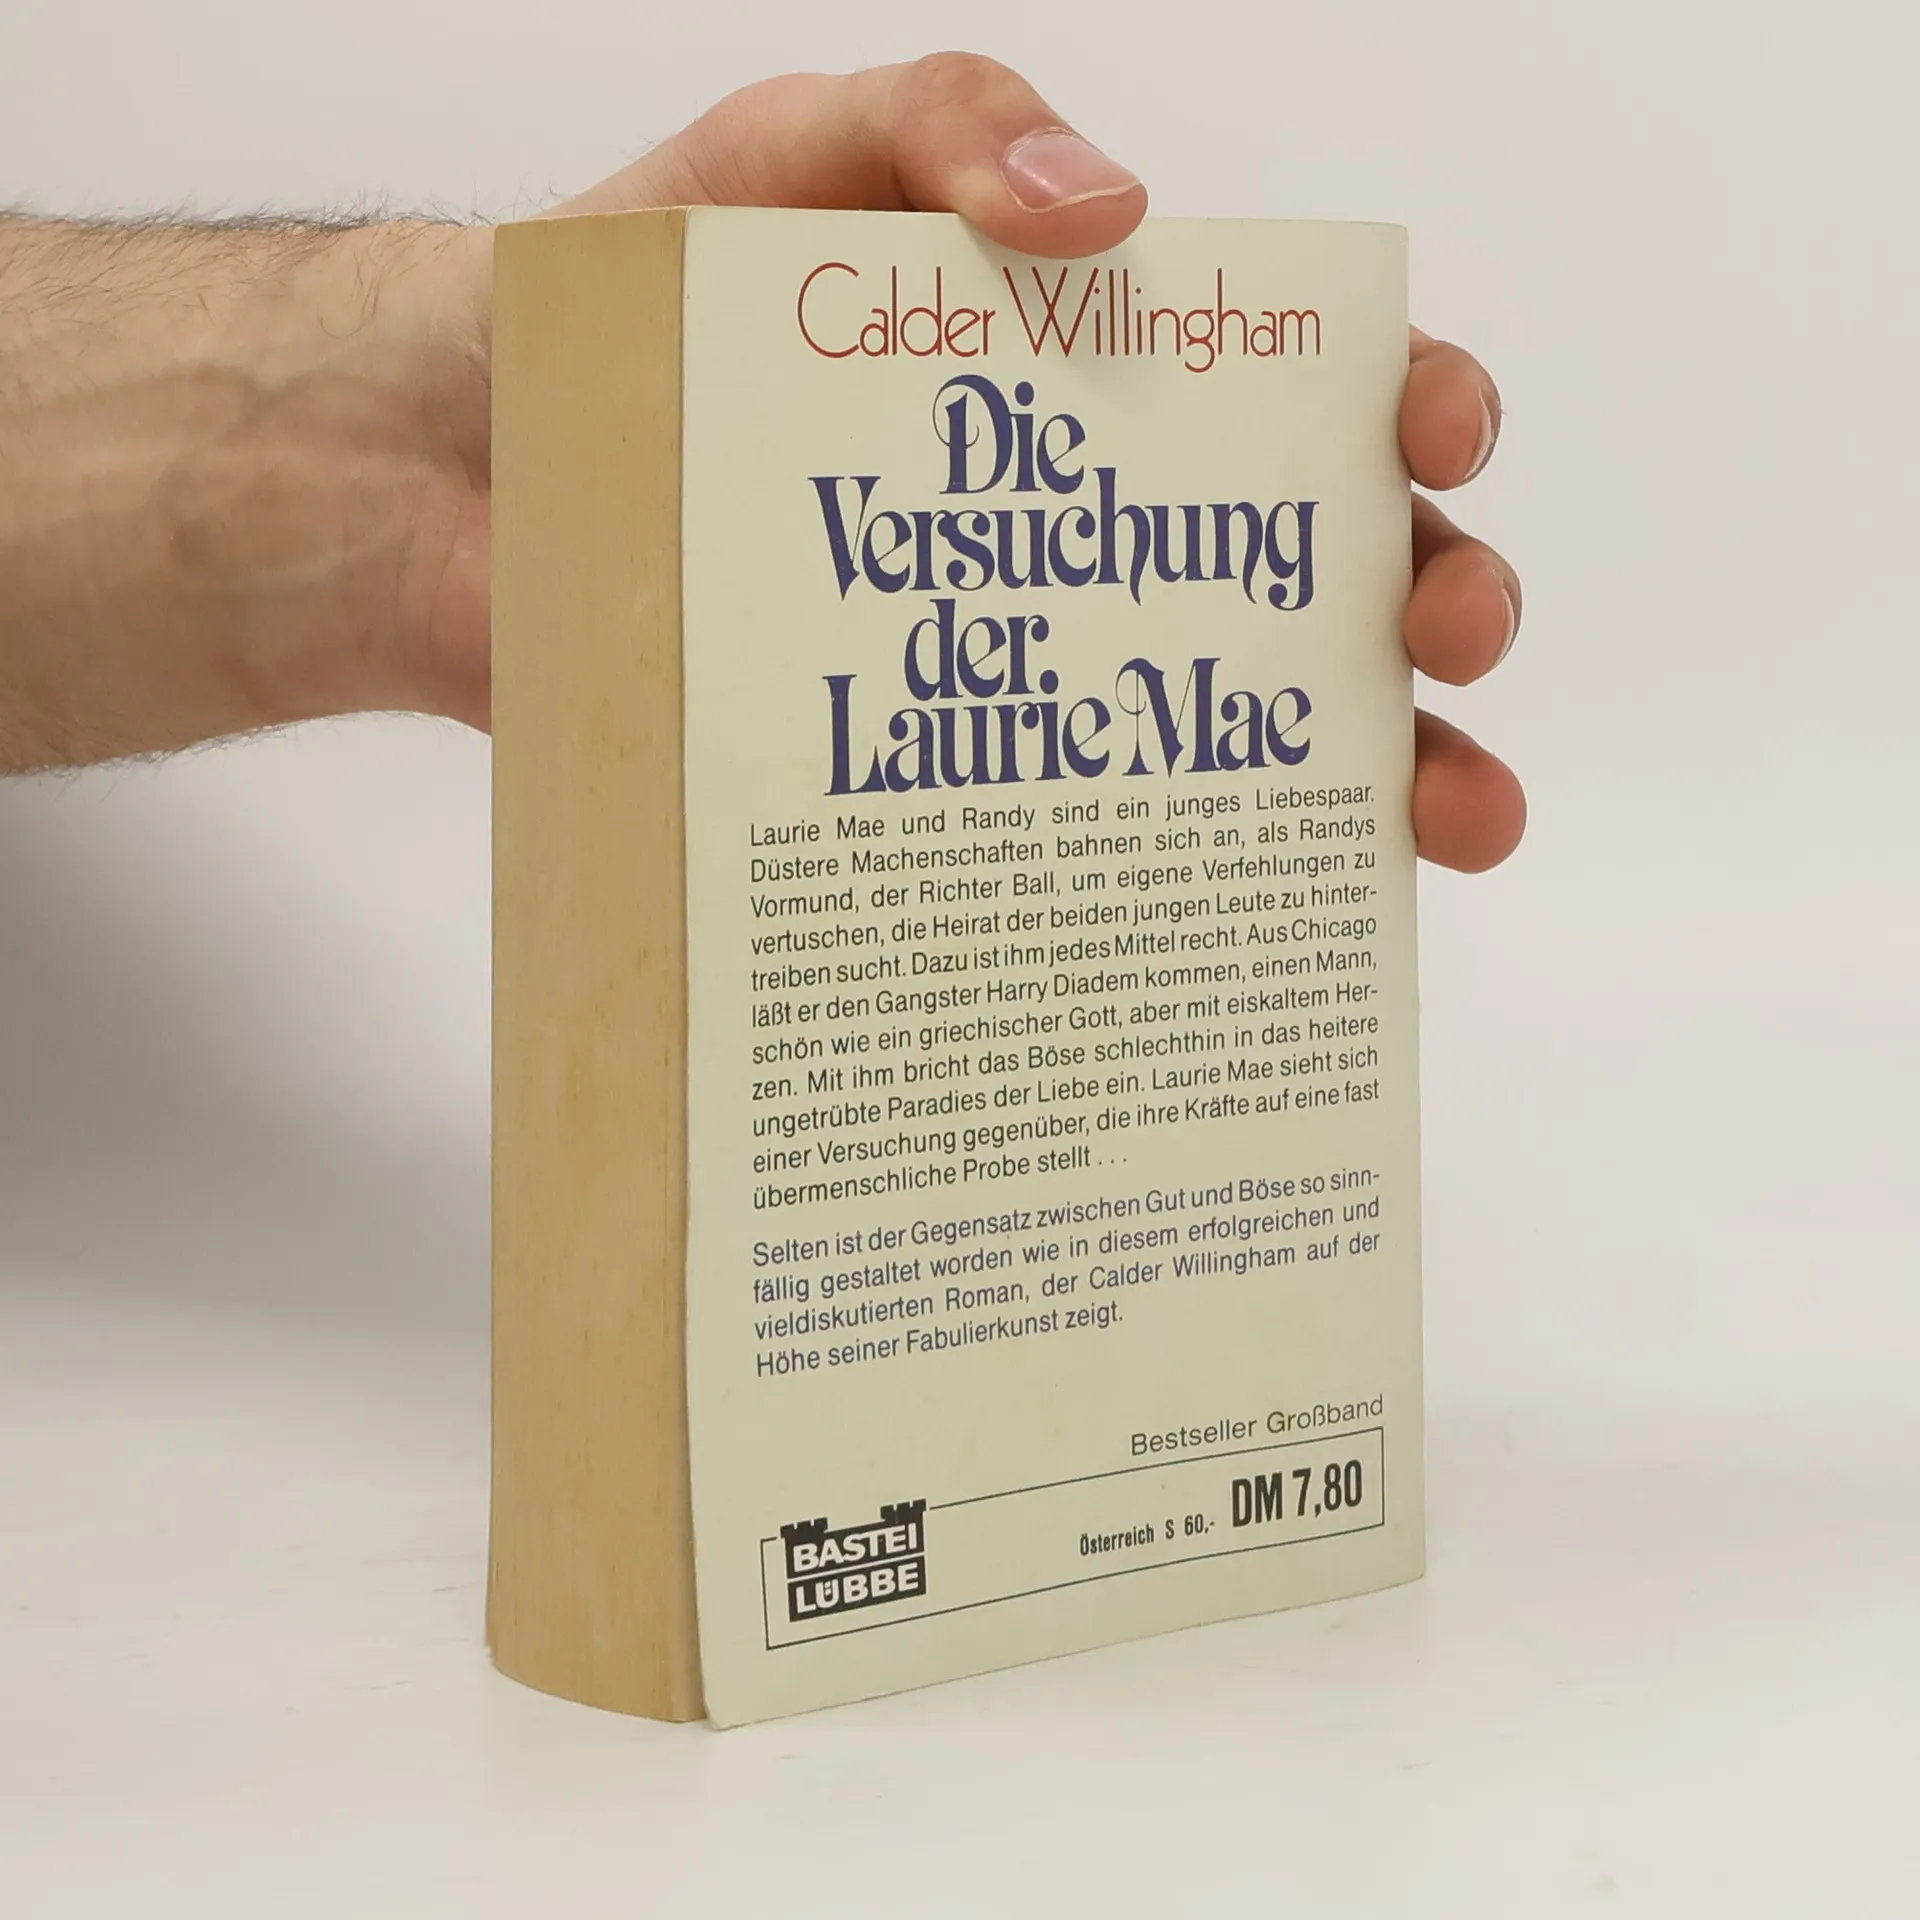 Calder Willingham
Die
Versuchung
der
Laurie Mae
Laurie Mae und Randy sind ein junges Liebespaar.
Düstere Machenschaften bahnen sich an, als Randys
Vormund, der Richter Ball, um eigene Verfehlungen zu
vertuschen, die Heirat der beiden jungen Leute zu hinter-
treiben sucht. Dazu ist ihm jedes Mittel recht. Aus Chicago
läßt er den Gangster Harry Diadem kommen, einen Mann,
schön wie ein griechischer Gott, aber mit eiskaltem Her-
zen. Mit ihm bricht das Böse schlechthin in das heitere
ungetrübte Paradies der Liebe ein. Laurie Mae sieht sich
einer Versuchung gegenüber, die ihre Kräfte auf eine fast
übermenschliche Probe stellt . . .
Selten ist der Gegensatz zwischen Gut und Böse so sinn-
fällig gestaltet worden wie in diesem erfolgreichen und
vieldiskutierten Roman, der Calder Willingham auf der
Höhe seiner Fabulierkunst zeigt.
Bestseller Großband
BASTEI
LÜBBE
Österreich S 60,- DM 7,80